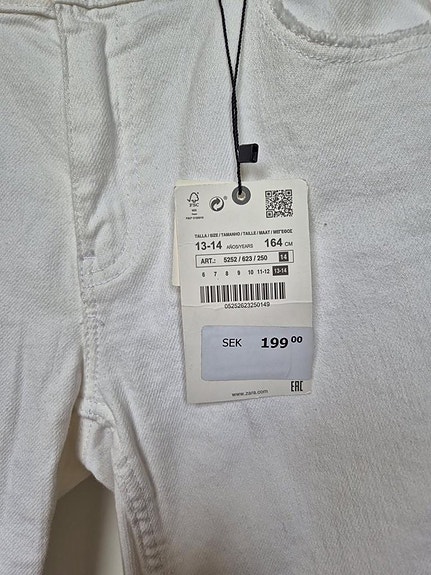 FSC
TALLA / SIZE / TAMANHO / TAILLE / MAAT / ΜΕΓΕΘΟΣ
13-14 AÑOS/YEARS 164 CM
ART.: 5252 / 623 / 250 14
6 7 8 9 10 11-12 13-14
05252623250149
SEK 199 00
www.zara.com
EAC